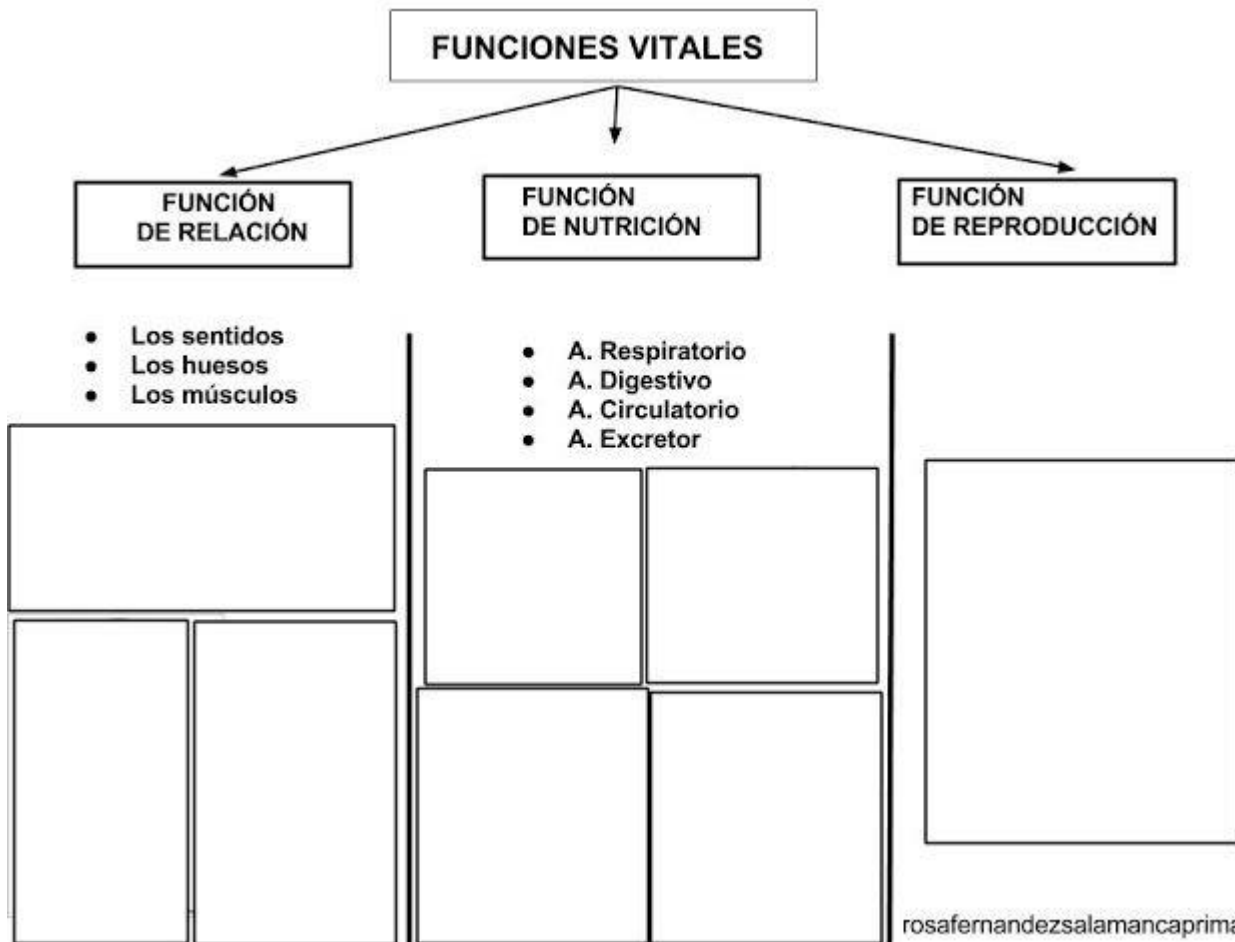 FUNCIONES VITALES
FUNCIÓN
DE RELACIÓN
FUNCIÓN
DE NUTRICIÓN
FUNCIÓN
DE REPRODUCCIÓN
● Los sentidos
● Los huesos
● Los músculos
● A. Respiratorio
● A. Digestivo
● A. Circulatorio
● A. Excretor
rosafernandezsalamancaprima